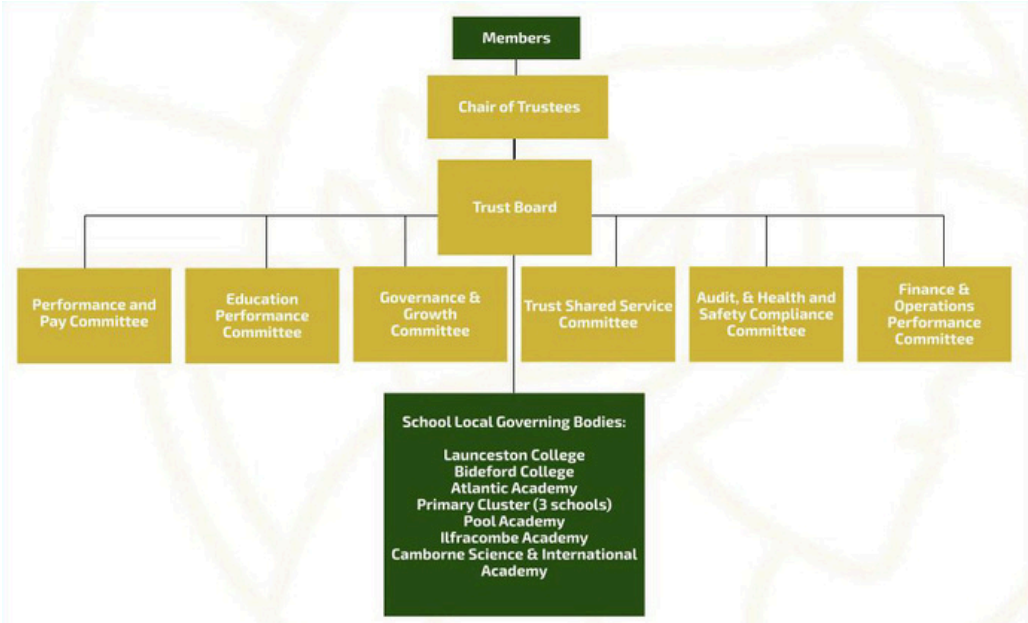 Members
Chair of Trustees
Trust Board
Performance and
Pay Committee
Education
Performance
Committee
Governance &
Growth
Committee
Trust Shared Service
Committee
Audit, & Health and
Safety Compliance
Committee
Finance &
Operations
Performance
Committee
School Local Governing Bodies:
Launceston College
Bideford College
Atlantic Academy
Primary Cluster (3 schools)
Pool Academy
Ilfracombe Academy
Camborne Science & International
Academy